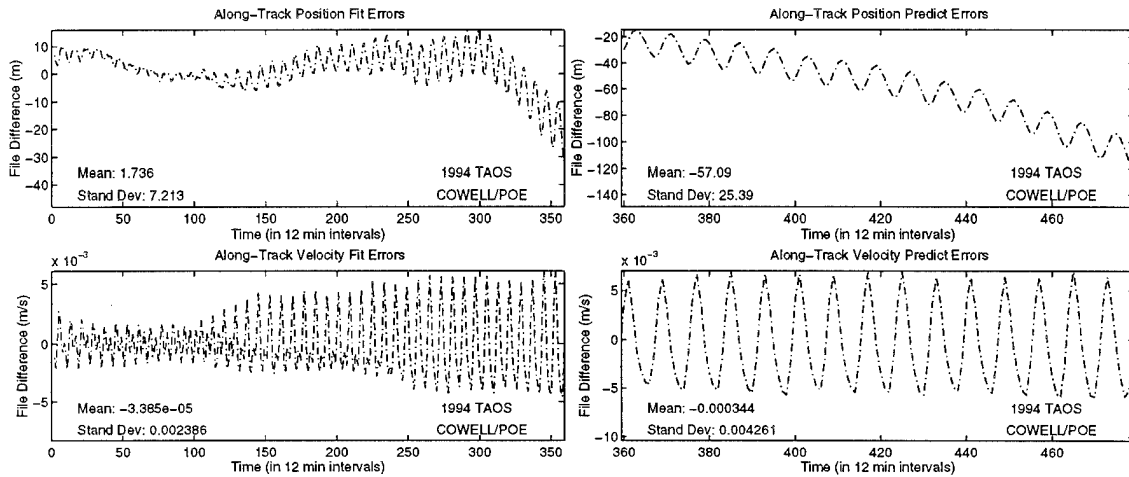 Along-Track Position Fit Errors
File Difference (m)
10
0
-10
-20
-30
-40
Mean: 1.736
1994 TAOS
Stand Dev: 7.213
COWELL/POE
0 50 100 150 200 250 300 350
Time (in 12 min intervals)
Along-Track Position Predict Errors
File Difference (m)
-20
-40
-60
-80
-100
-120
-140
Mean: -57.09
1994 TAOS
Stand Dev: 25.39
COWELL/POE
360 380 400 420 440 460
Time (in 12 min intervals)
Along-Track Velocity Fit Errors
x 10^-3
File Difference (m/s)
5
0
-5
Mean: -3.385e-05
1994 TAOS
Stand Dev: 0.002386
COWELL/POE
0 50 100 150 200 250 300 350
Time (in 12 min intervals)
Along-Track Velocity Predict Errors
x 10^-3
File Difference (m/s)
5
0
-5
-10
Mean: -0.000344
1994 TAOS
Stand Dev: 0.004261
COWELL/POE
360 380 400 420 440 460
Time (in 12 min intervals)